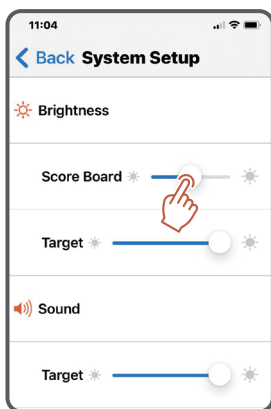 11:04
Back System Setup
Brightness
Score Board
Target
Sound
Target